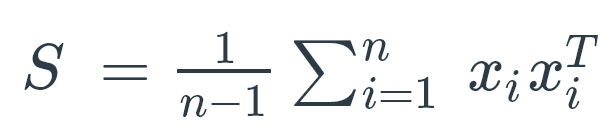 S = \frac{1}{n-1} \sum_{i=1}^{n} x_i x_i^T